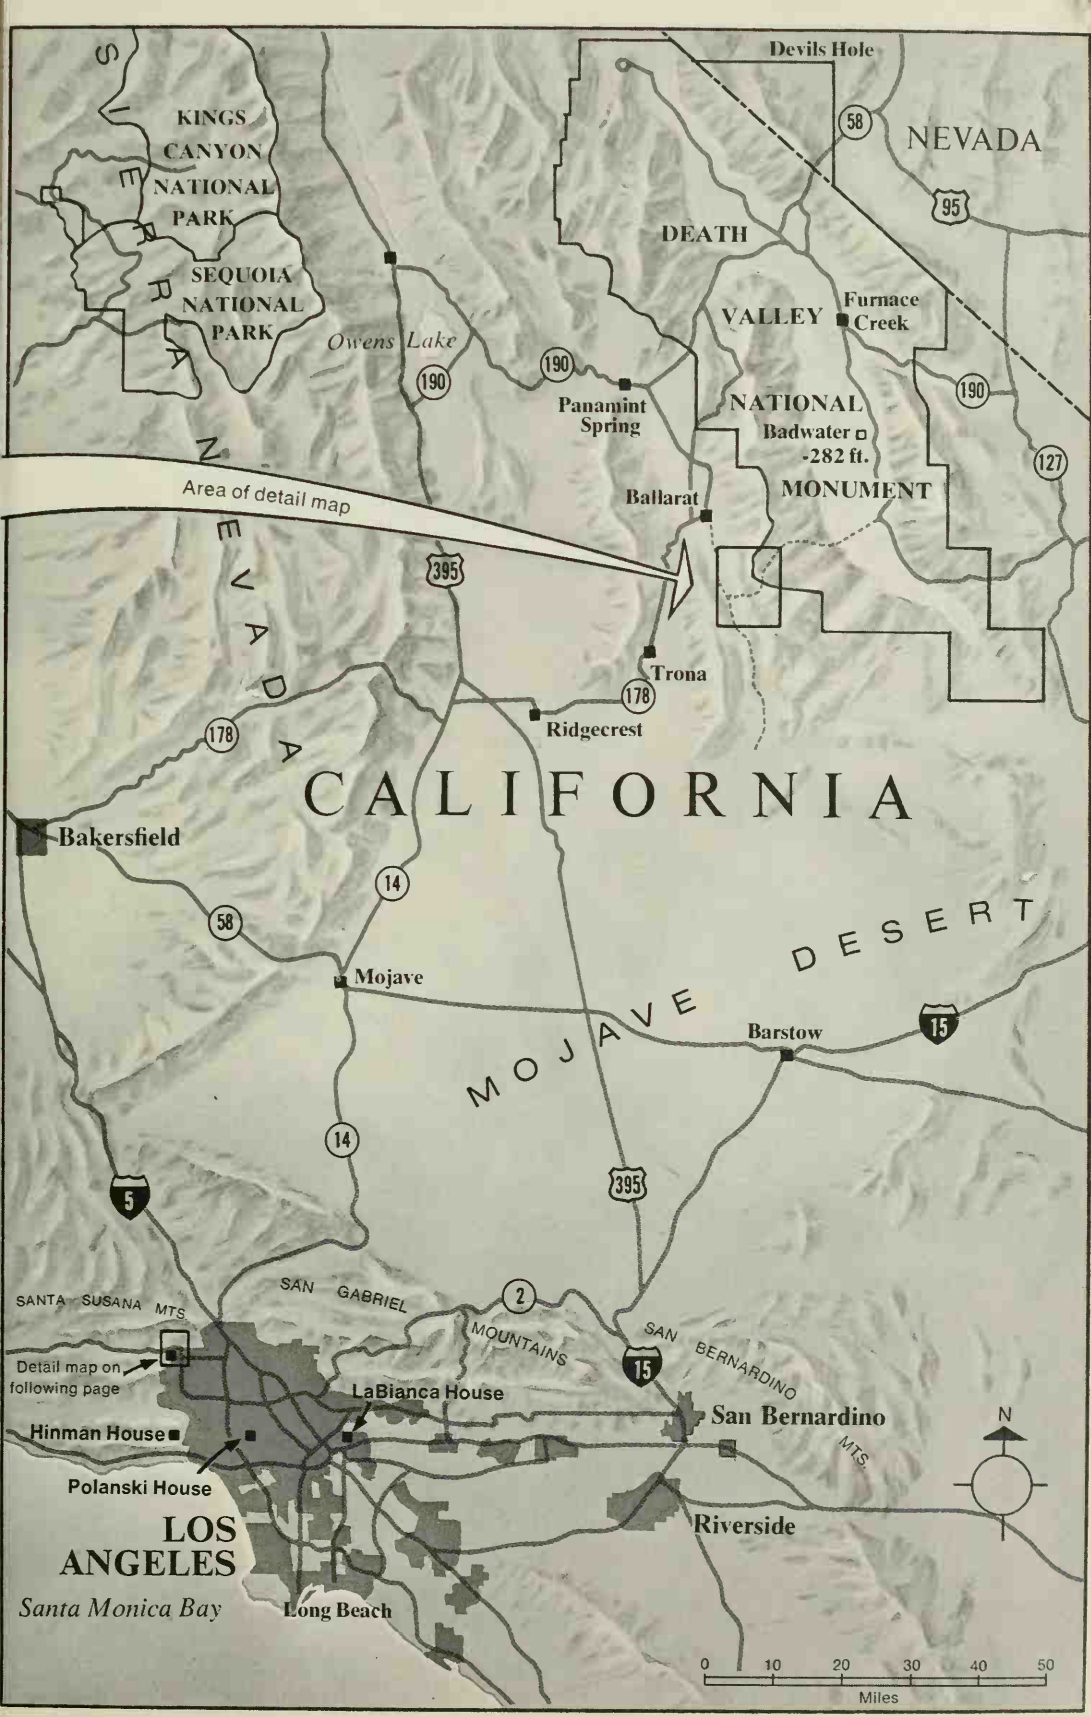 Devils Hole
58
NEVADA
95
KINGS
CANYON
NATIONAL
PARK
SEQUOIA
NATIONAL
PARK
SIERRA
NEVADA
DEATH
VALLEY
NATIONAL
MONUMENT
Furnace
Creek
Owens Lake
190
190
190
Panamint
Spring
Badwater
-282 ft.
127
Ballarat
Area of detail map
395
Trona
178
Ridgecrest
178
CALIFORNIA
Bakersfield
14
58
Mojave
MOJAVE DESERT
15
Barstow
14
395
5
SANTA SUSANA MTS.
SAN GABRIEL
MOUNTAINS
2
SAN BERNARDINO
MTS.
15
Detail map on
following page
LaBianca House
San Bernardino
Hinman House
Polanski House
N
LOS
ANGELES
Riverside
Santa Monica Bay
Long Beach
0 10 20 30 40 50
Miles